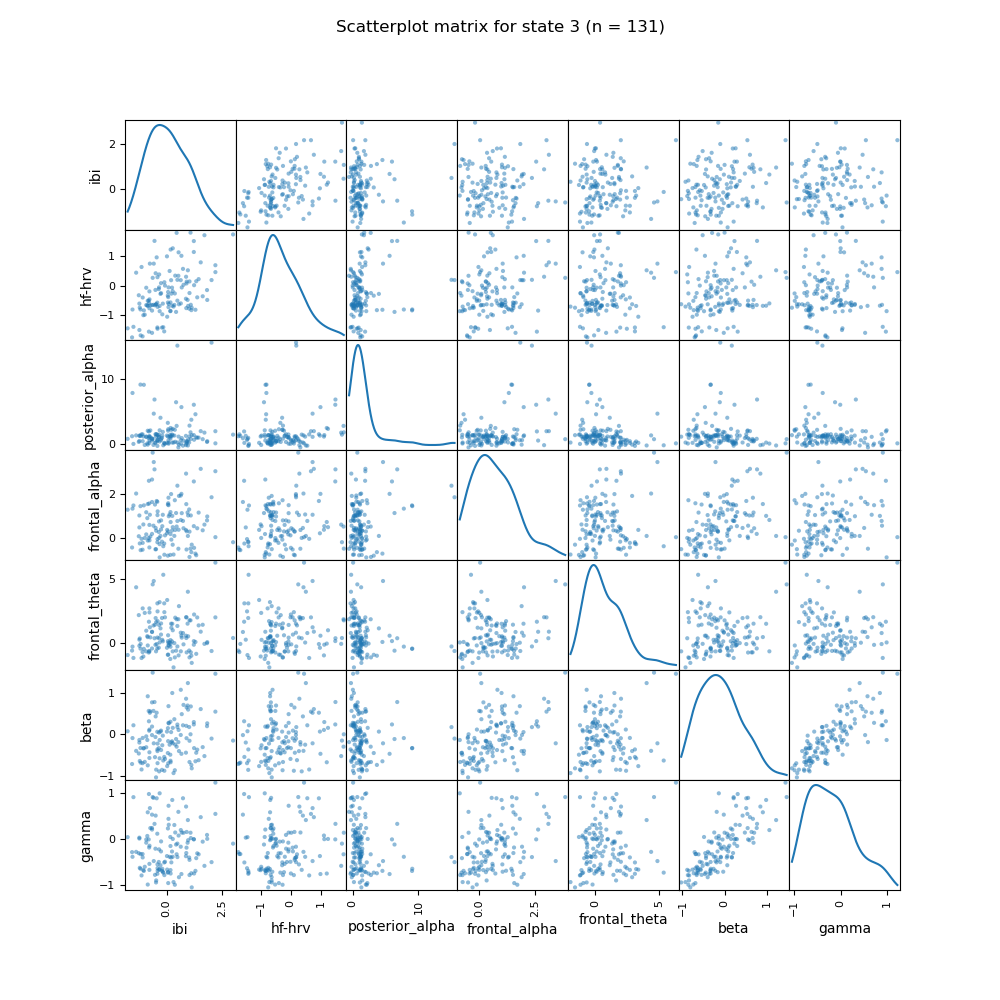 Scatterplot matrix for state 3 (n = 131)
ibi
2
0
hf-hrv
1
0
−1
posterior_alpha
10
0
frontal_alpha
2
0
frontal_theta
5
0
beta
1
0
−1
gamma
1
0
−1
0.0 2.5 −1 0 1 0 10 0.0 2.5 0 5 −1 0 1 −1 0 1
ibi hf-hrv posterior_alpha frontal_alpha frontal_theta beta gamma